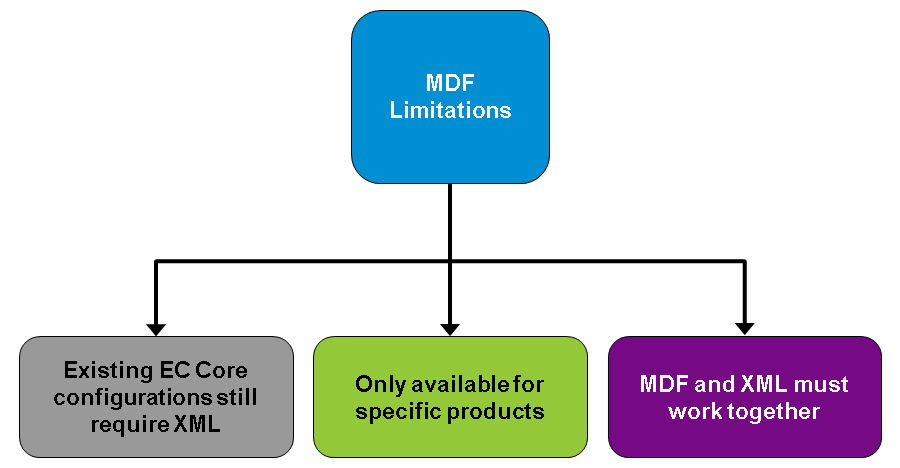 MDF
Limitations
Existing EC Core
configurations still
require XML
Only available for
specific products
MDF and XML must
work together